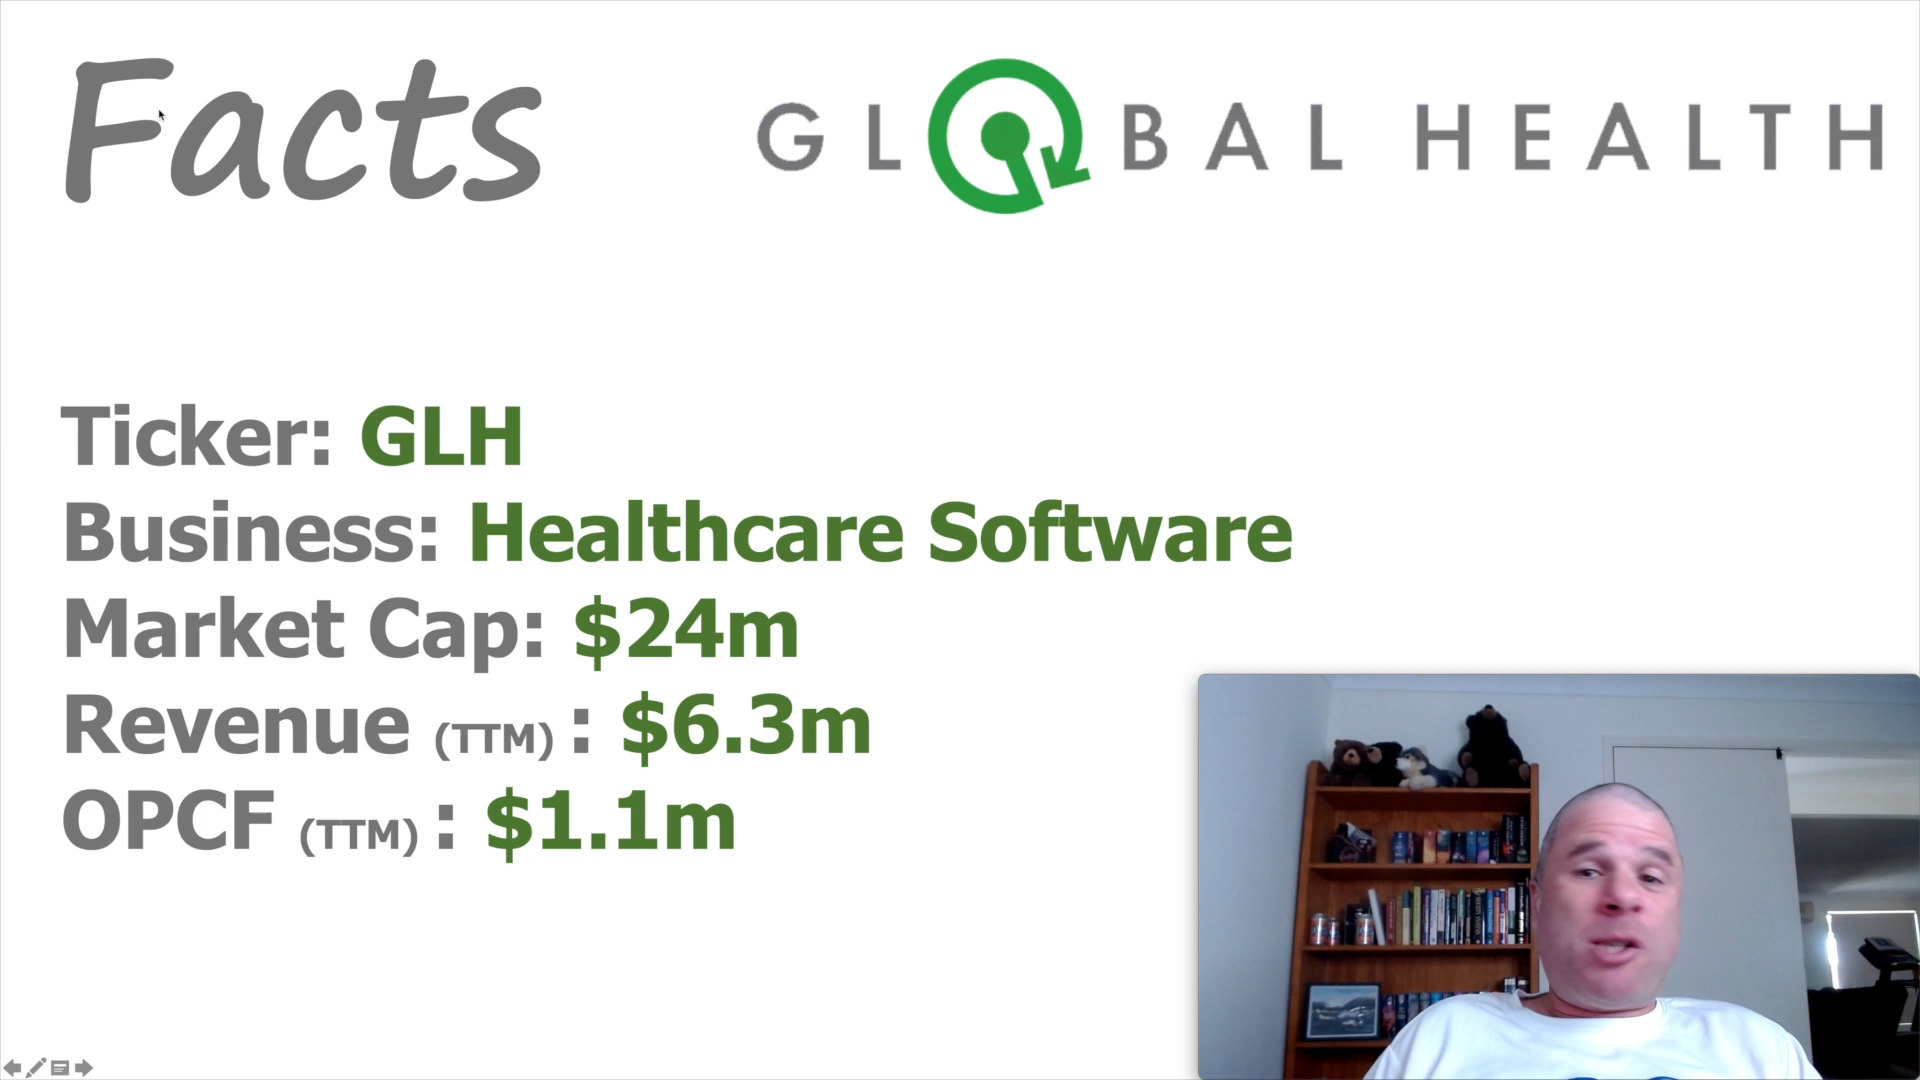 Facts
GLOBAL HEALTH
Ticker: GLH
Business: Healthcare Software
Market Cap: $24m
Revenue (TTM) : $6.3m
OPCF (TTM) : $1.1m